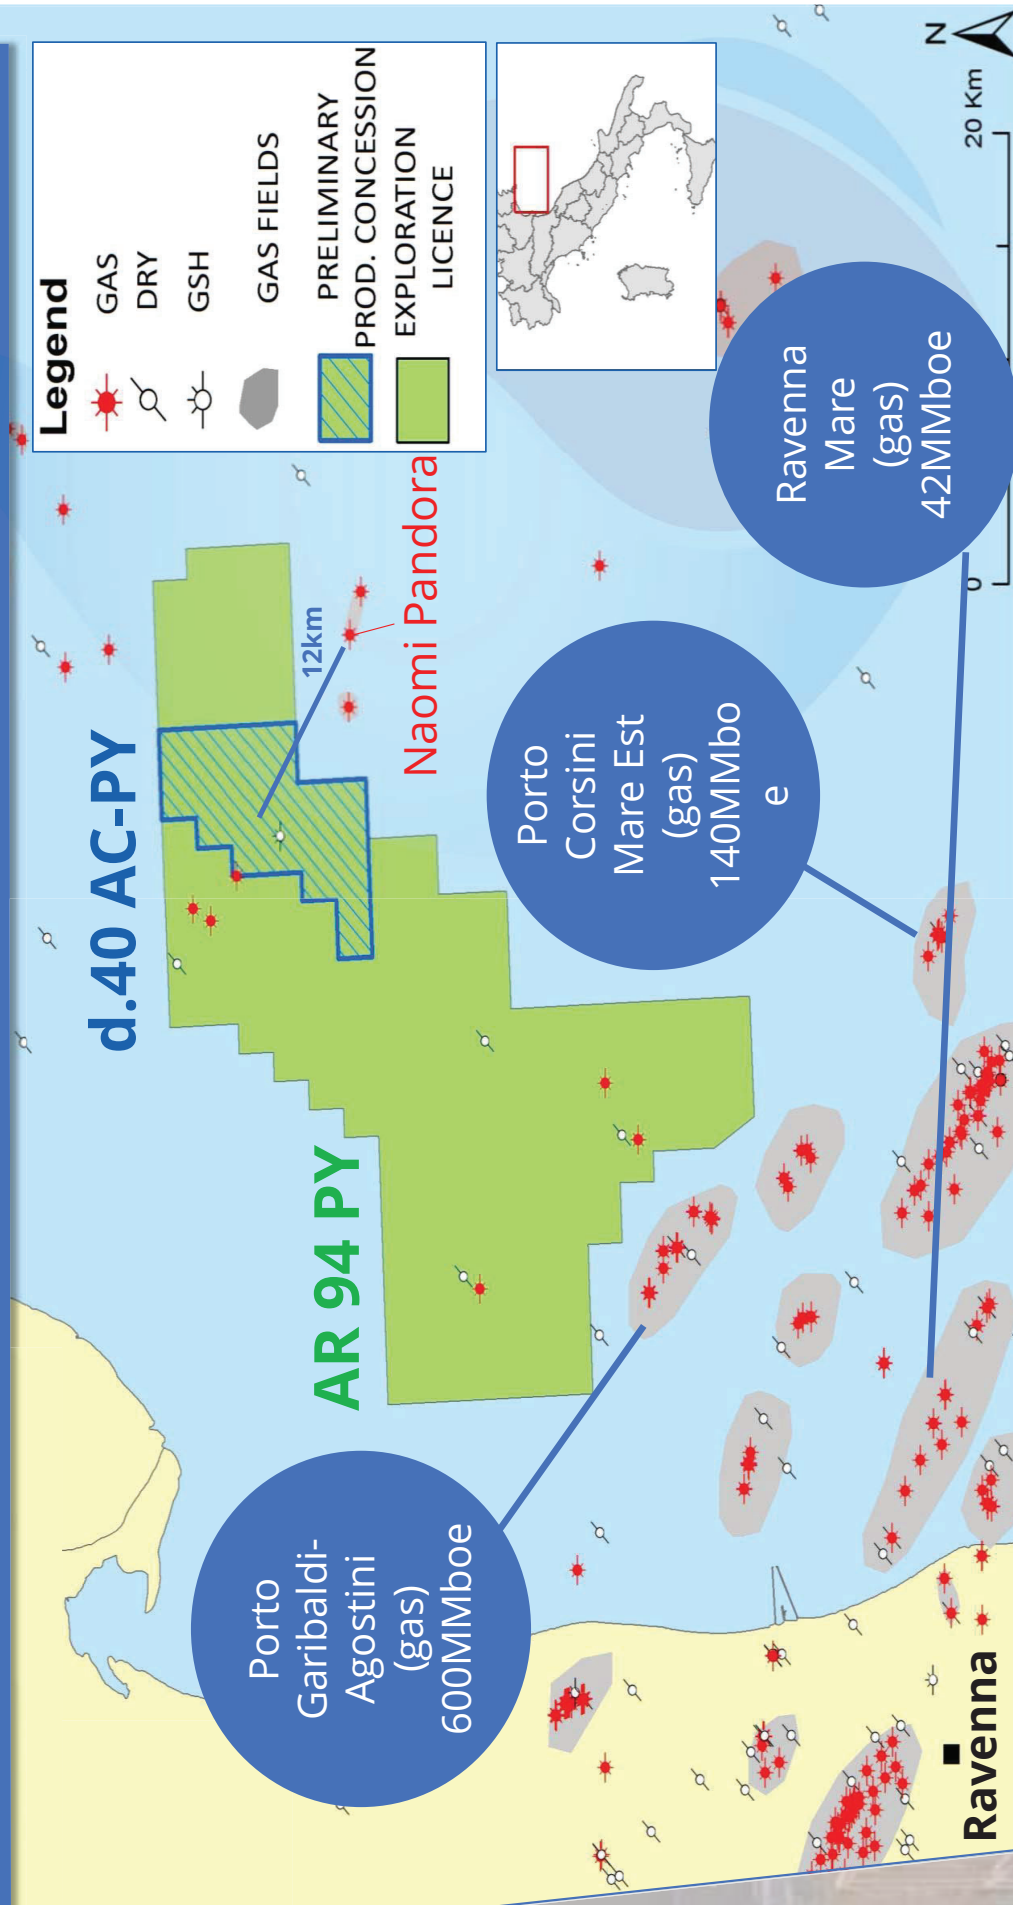 Legend
GAS
DRY
GSH
GAS FIELDS
PRELIMINARY
PROD. CONCESSION
EXPLORATION
LICENCE
d.40 AC-PY
AR 94 PY
12km
Naomi Pandora
Porto
Garibaldi-
Agostini
(gas)
600MMboe
Porto
Corsini
Mare Est
(gas)
140MMbo
e
Ravenna
Mare
(gas)
42MMboe
Ravenna
0
20 Km
N